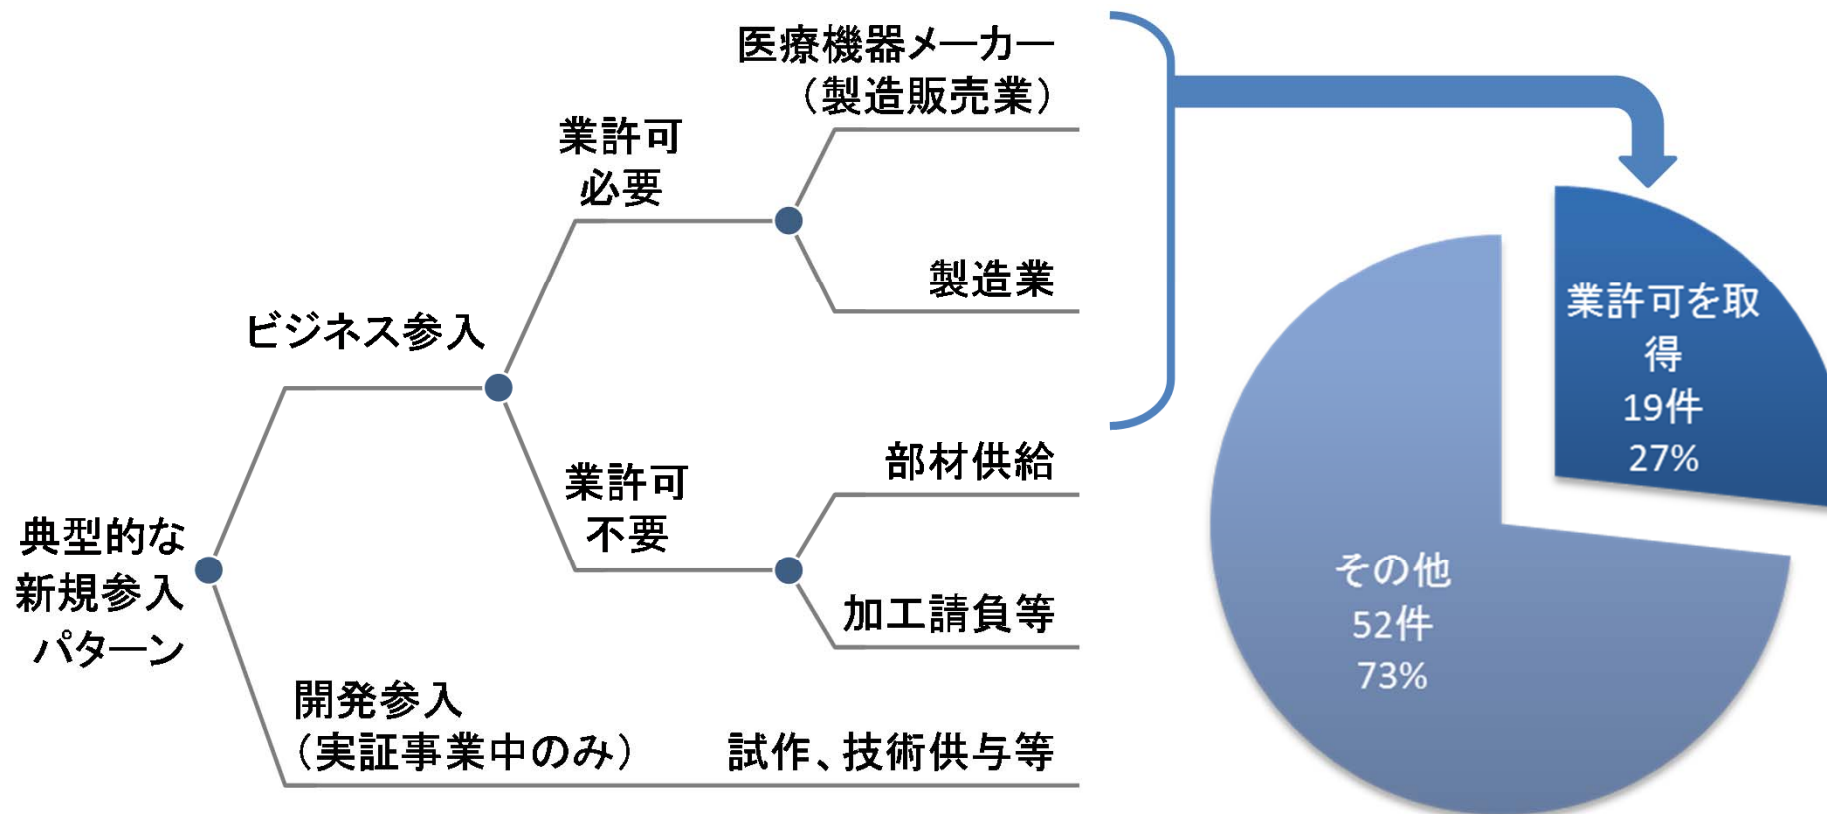 医療機器メーカー
（製造販売業）
業許可
必要
製造業
ビジネス参入
部材供給
業許可
不要
加工請負等
典型的な
新規参入
パターン
開発参入
（実証事業中のみ）
試作、技術供与等
業許可を取
得
19件
27%
その他
52件
73%